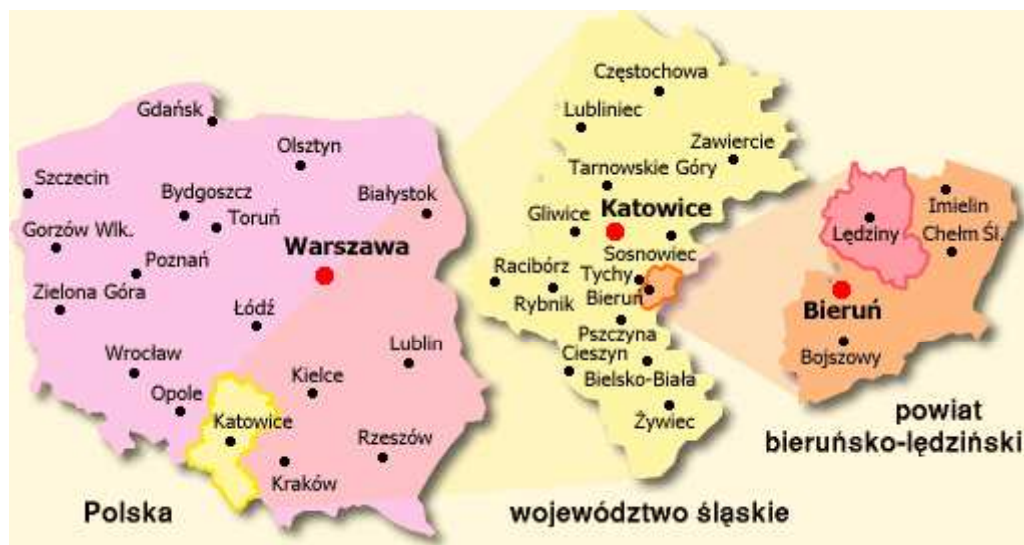 Gdańsk
Olsztyn
Szczecin
Bydgoszcz
Białystok
Toruń
Gorzów Wlk.
Warszawa
Poznań
Zielona Góra
Łódź
Wrocław
Lublin
Opole
Kielce
Katowice
Rzeszów
Kraków
Polska
Częstochowa
Lubliniec
Zawiercie
Tarnowskie Góry
Gliwice
Katowice
Sosnowiec
Racibórz
Tychy
Rybnik
Bieruń
Pszczyna
Cieszyn
Bielsko-Biała
Żywiec
województwo śląskie
Imielin
Lędziny
Chełm Śl.
Bieruń
Bojszowy
powiat
bieruńsko-lędziński